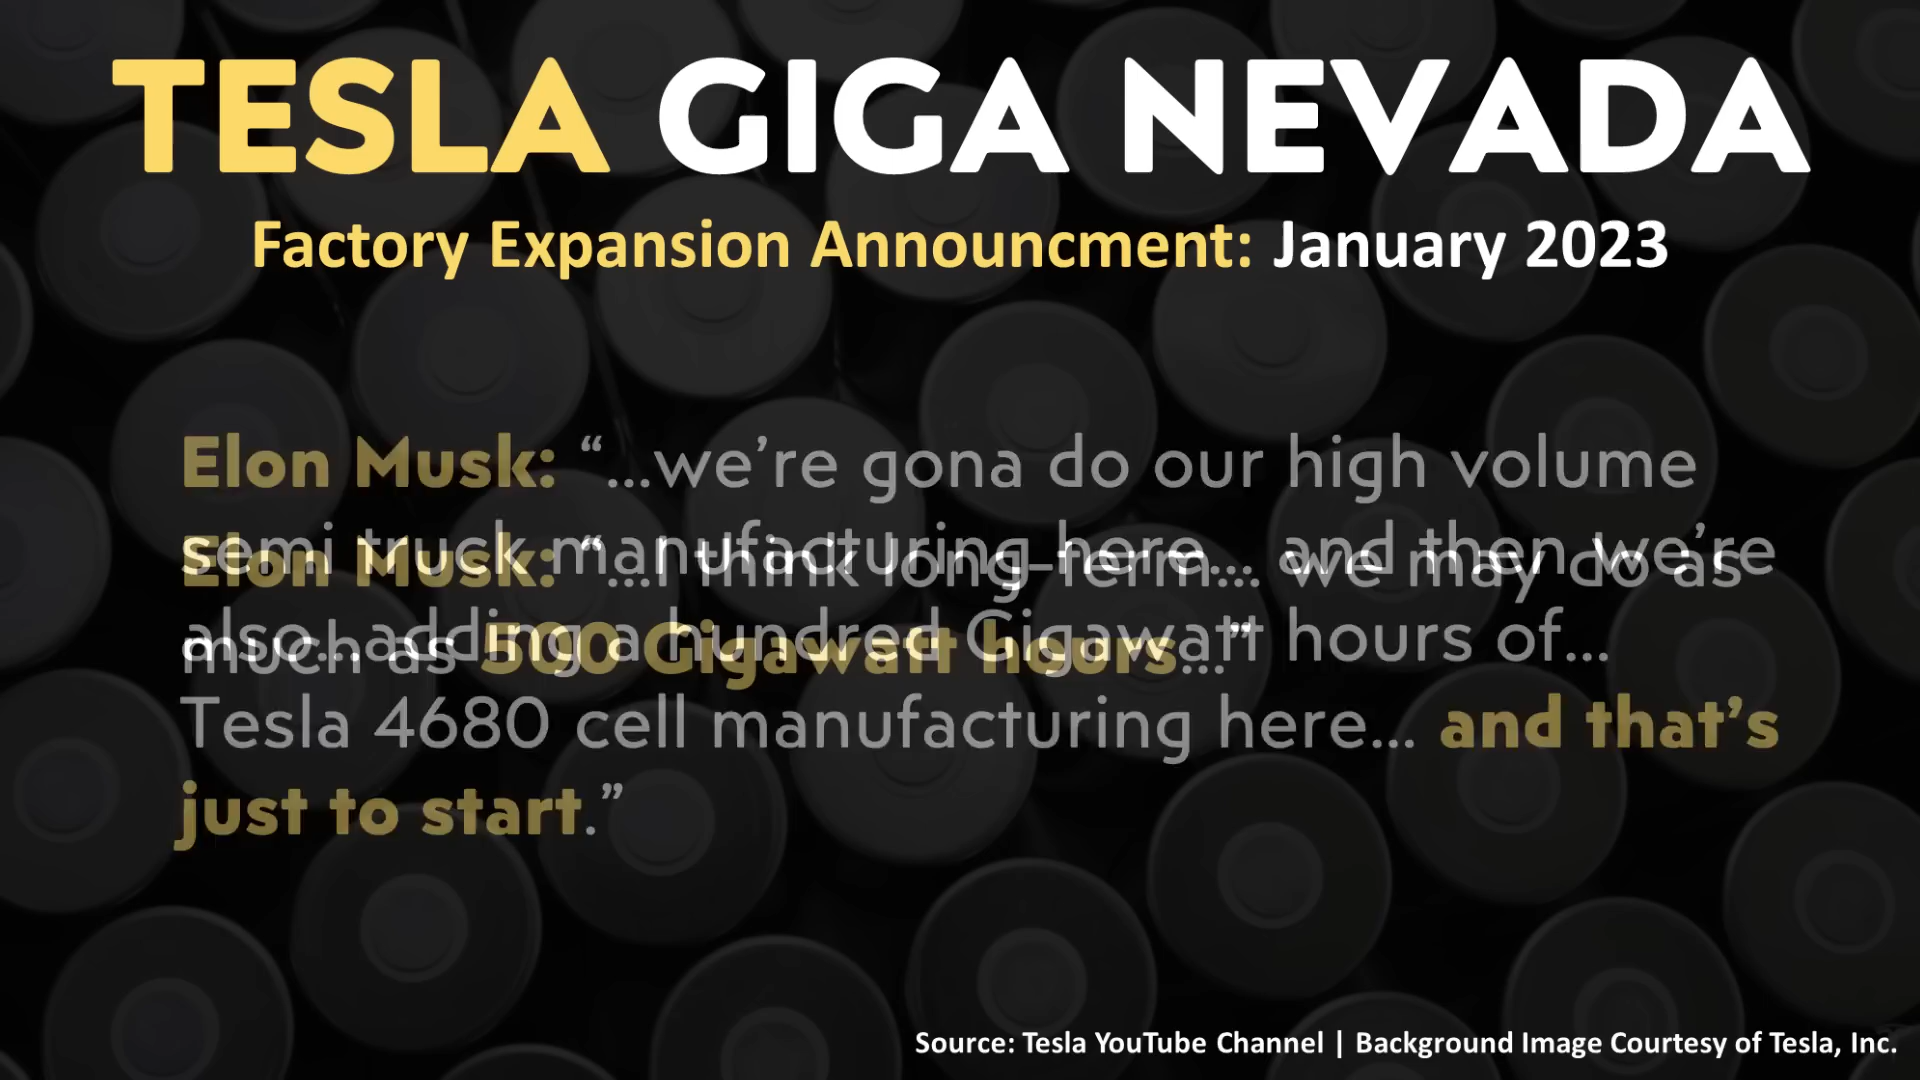 TESLA GIGA NEVADA
Factory Expansion Announcment: January 2023
Elon Musk: “...we’re gona do our high volume
semi truck manufacturing here... and then we’re
also adding a hundred Gigawatt hours of...
Tesla 4680 cell manufacturing here... and that’s
just to start.”
Elon Musk: “...I think long-term... we may do as
much as 500 Gigawatt hours...”
Source: Tesla YouTube Channel | Background Image Courtesy of Tesla, Inc.